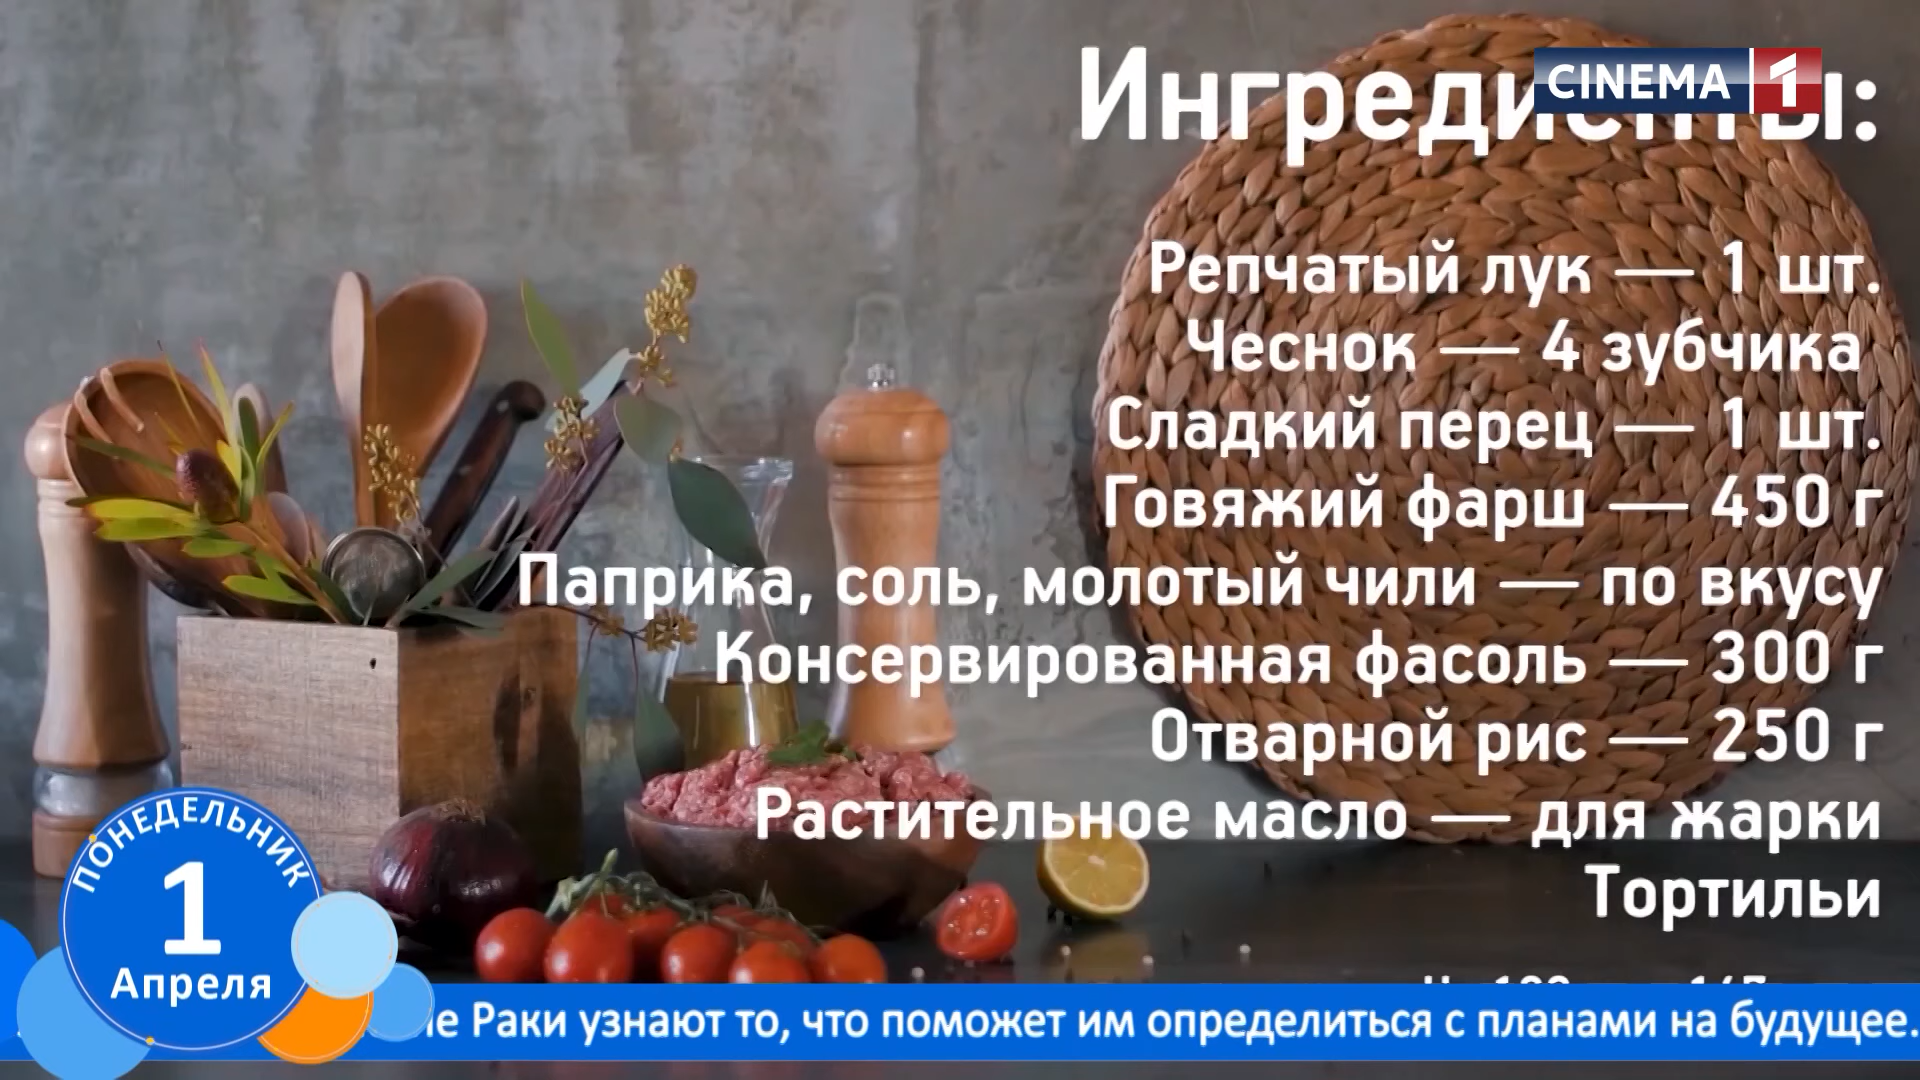 Ингредиенты:
CINEMA 1
Репчатый лук — 1 шт.
Чеснок — 4 зубчика
Сладкий перец — 1 шт.
Говяжий фарш — 450 г
Паприка, соль, молотый чили — по вкусу
Консервированная фасоль — 300 г
Отварной рис — 250 г
Растительное масло — для жарки
Тортильи
ПОНЕДЕЛЬНИК
1
Апреля
Раки узнают то, что поможет им определиться с планами на будущее.